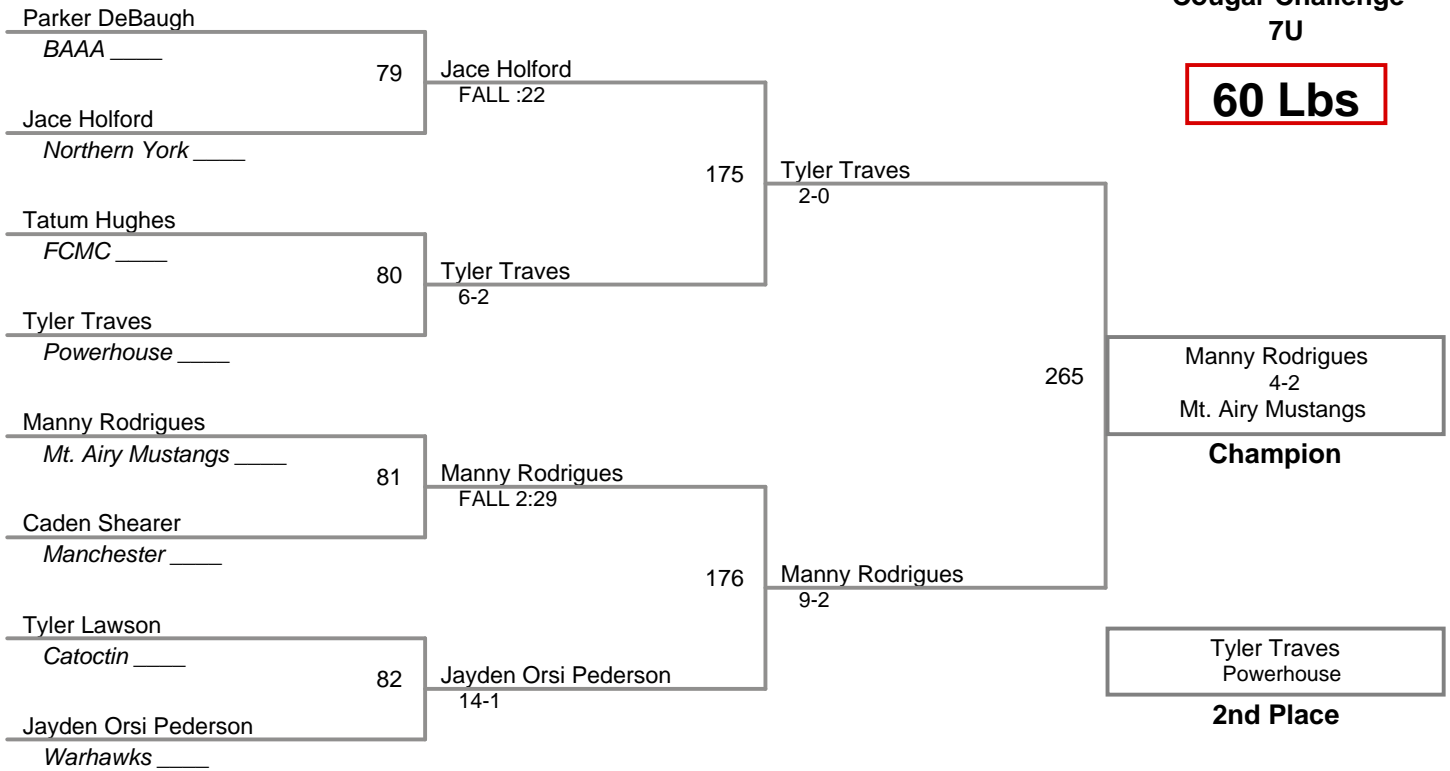 Cougar Challenge
7U
60 Lbs
Parker DeBaugh
BAAA ____
79
Jace Holford
FALL :22
Jace Holford
Northern York ____
175
Tyler Traves
2-0
Tatum Hughes
FCMC ____
80
Tyler Traves
6-2
Tyler Traves
Powerhouse ____
265
Manny Rodrigues
4-2
Mt. Airy Mustangs
Champion
Manny Rodrigues
Mt. Airy Mustangs ____
81
Manny Rodrigues
FALL 2:29
Caden Shearer
Manchester ____
176
Manny Rodrigues
9-2
Tyler Lawson
Catoctin ____
82
Jayden Orsi Pederson
14-1
Jayden Orsi Pederson
Warhawks ____
Tyler Traves
Powerhouse
2nd Place